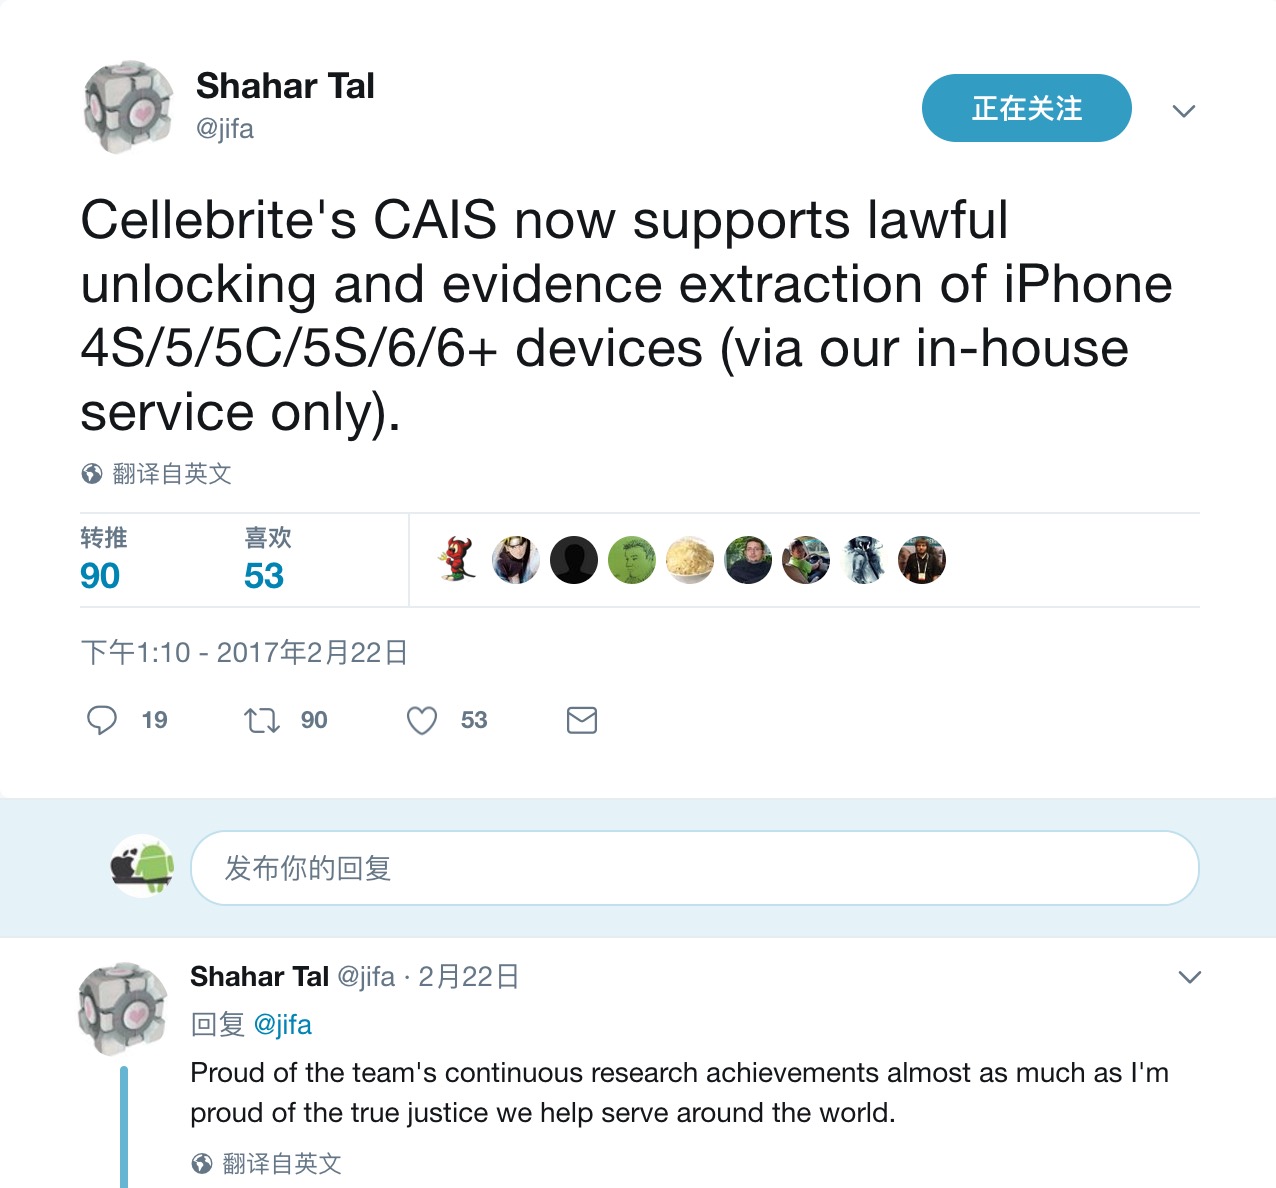 Shahar Tal
@jifa
正在关注
Cellebrite's CAIS now supports lawful
unlocking and evidence extraction of iPhone
4S/5/5C/5S/6/6+ devices (via our in-house
service only).
翻译自英文
转推 喜欢
90 53
下午1:10 - 2017年2月22日
19 90 53
发布你的回复
Shahar Tal @jifa · 2月22日
回复 @jifa
Proud of the team's continuous research achievements almost as much as I'm
proud of the true justice we help serve around the world.
翻译自英文